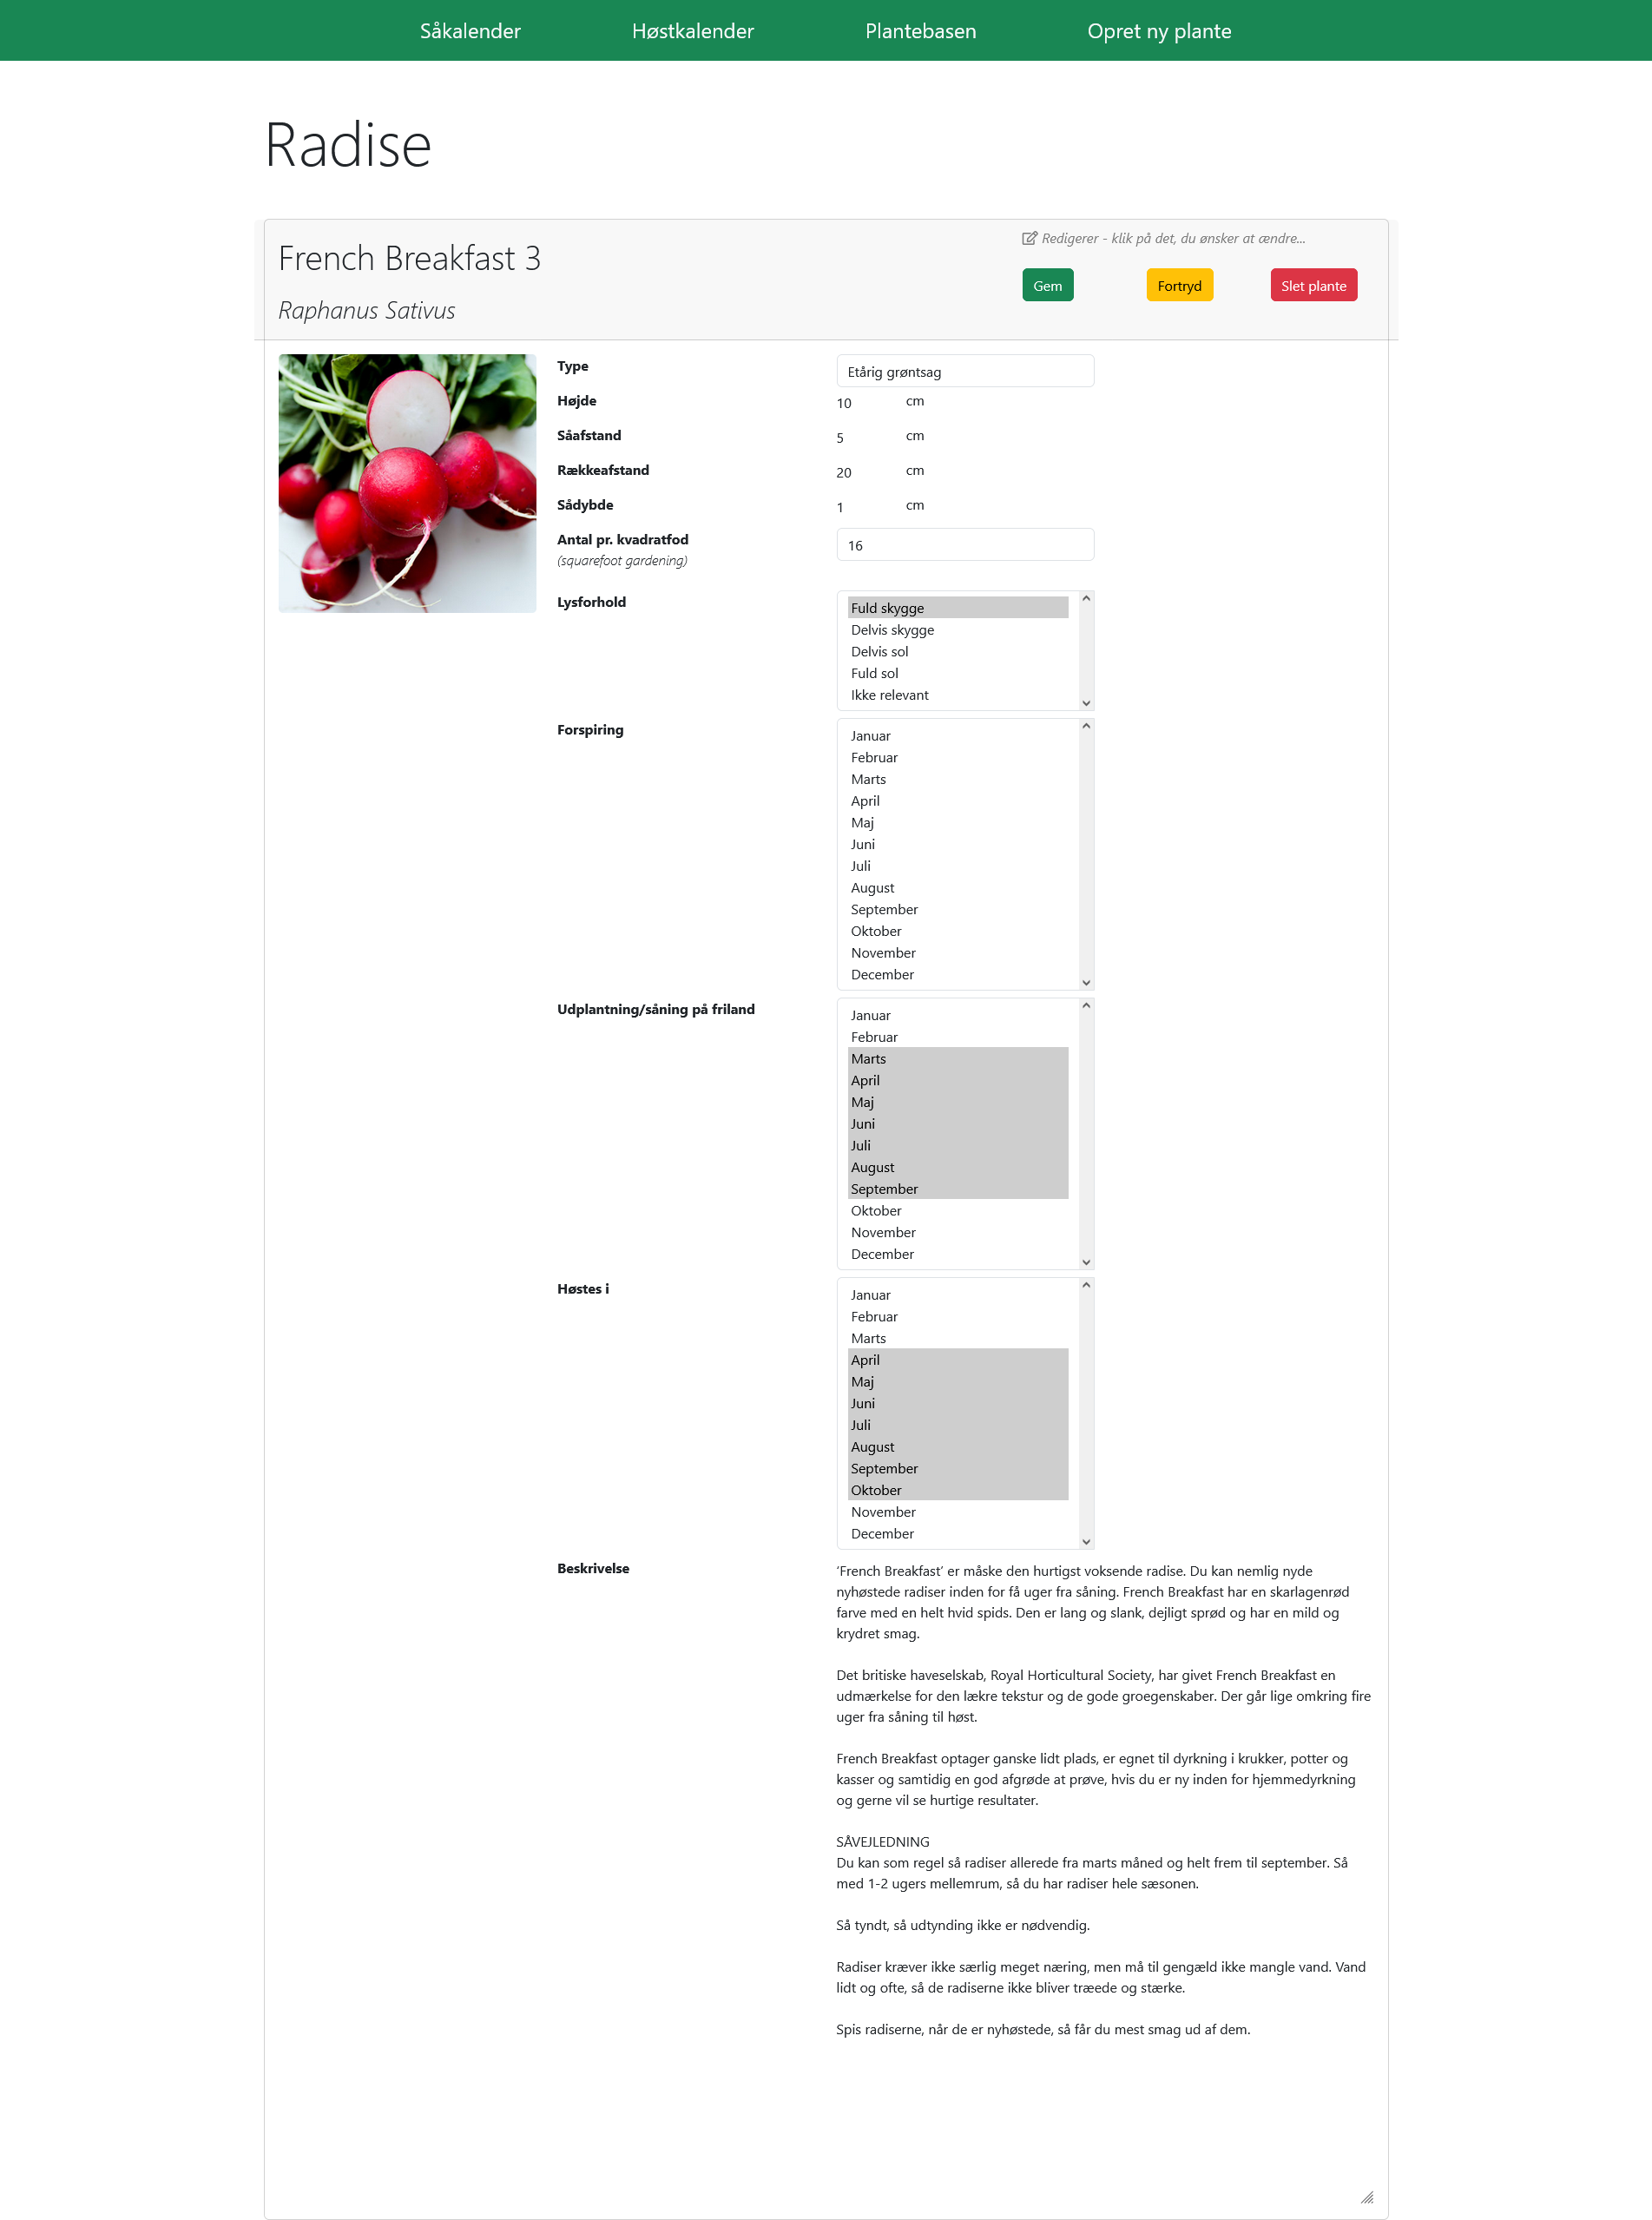 Såkalender Høstkalender Plantebasen Opret ny plante
Radise
French Breakfast 3
Raphanus Sativus
Redigerer - klik på det, du ønsker at ændre...
Gem Fortryd Slet plante
Type Etårig grøntsag
Højde 10 cm
Såafstand 5 cm
Rækkeafstand 20 cm
Sådybde 1 cm
Antal pr. kvadratfod 16
(squarefoot gardening)
Lysforhold Fuld skygge
Delvis skygge
Delvis sol
Fuld sol
Ikke relevant
Forspiring Januar
Februar
Marts
April
Maj
Juni
Juli
August
September
Oktober
November
December
Udplantning/såning på friland Januar
Februar
Marts
April
Maj
Juni
Juli
August
September
Oktober
November
December
Høstes i Januar
Februar
Marts
April
Maj
Juni
Juli
August
September
Oktober
November
December
Beskrivelse ‘French Breakfast’ er måske den hurtigst voksende radise. Du kan nemlig nyde
nyhøstede radiser inden for få uger fra såning. French Breakfast har en skarlagenrød
farve med en helt hvid spids. Den er lang og slank, dejligt sprød og har en mild og
krydret smag.
Det britiske haveselskab, Royal Horticultural Society, har givet French Breakfast en
udmærkelse for den lækre tekstur og de gode groegenskaber. Der går lige omkring fire
uger fra såning til høst.
French Breakfast optager ganske lidt plads, er egnet til dyrkning i krukker, potter og
kasser og samtidig en god afgrøde at prøve, hvis du er ny inden for hjemmedyrkning
og gerne vil se hurtige resultater.
SÅVEJLEDNING
Du kan som regel så radiser allerede fra marts måned og helt frem til september. Så
med 1-2 ugers mellemrum, så du har radiser hele sæsonen.
Så tyndt, så udtynding ikke er nødvendig.
Radiser kræver ikke særlig meget næring, men må til gengæld ikke mangle vand. Vand
lidt og ofte, så de radiserne ikke bliver træede og stærke.
Spis radiserne, når de er nyhøstede, så får du mest smag ud af dem.